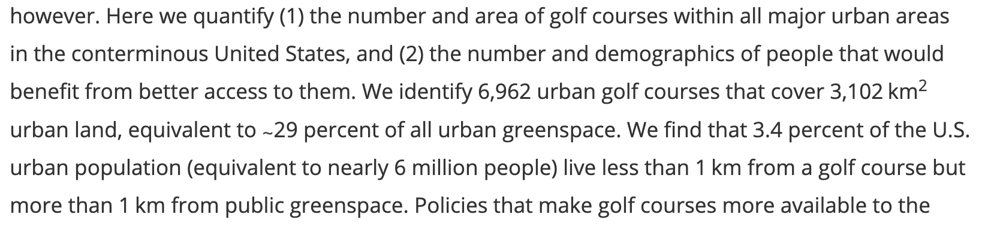 however. Here we quantify (1) the number and area of golf courses within all major urban areas
in the conterminous United States, and (2) the number and demographics of people that would
benefit from better access to them. We identify 6,962 urban golf courses that cover 3,102 km²
urban land, equivalent to ~29 percent of all urban greenspace. We find that 3.4 percent of the U.S.
urban population (equivalent to nearly 6 million people) live less than 1 km from a golf course but
more than 1 km from public greenspace. Policies that make golf courses more available to the